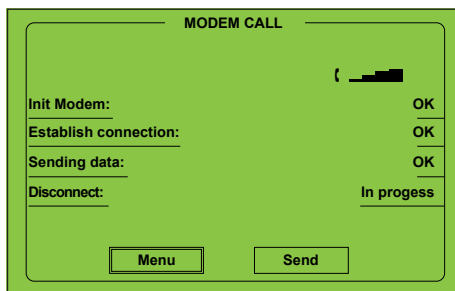 MODEM CALL
Init Modem: OK
Establish connection: OK
Sending data: OK
Disconnect: In progess
Menu Send